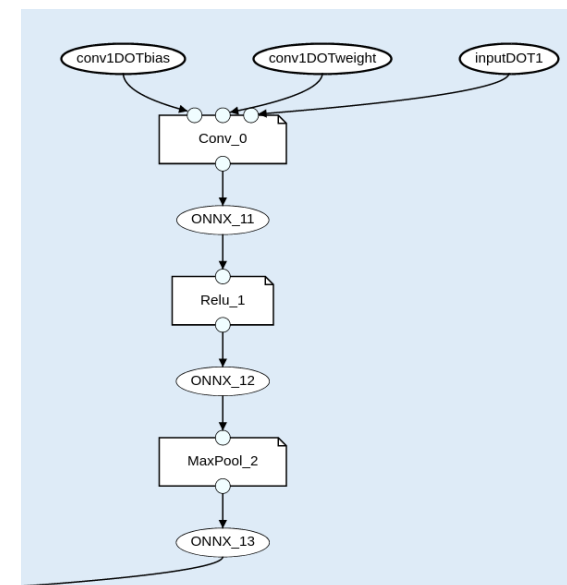 conv1DOTbias
conv1DOTweight
inputDOT1
Conv_0
ONNX_11
Relu_1
ONNX_12
MaxPool_2
ONNX_13